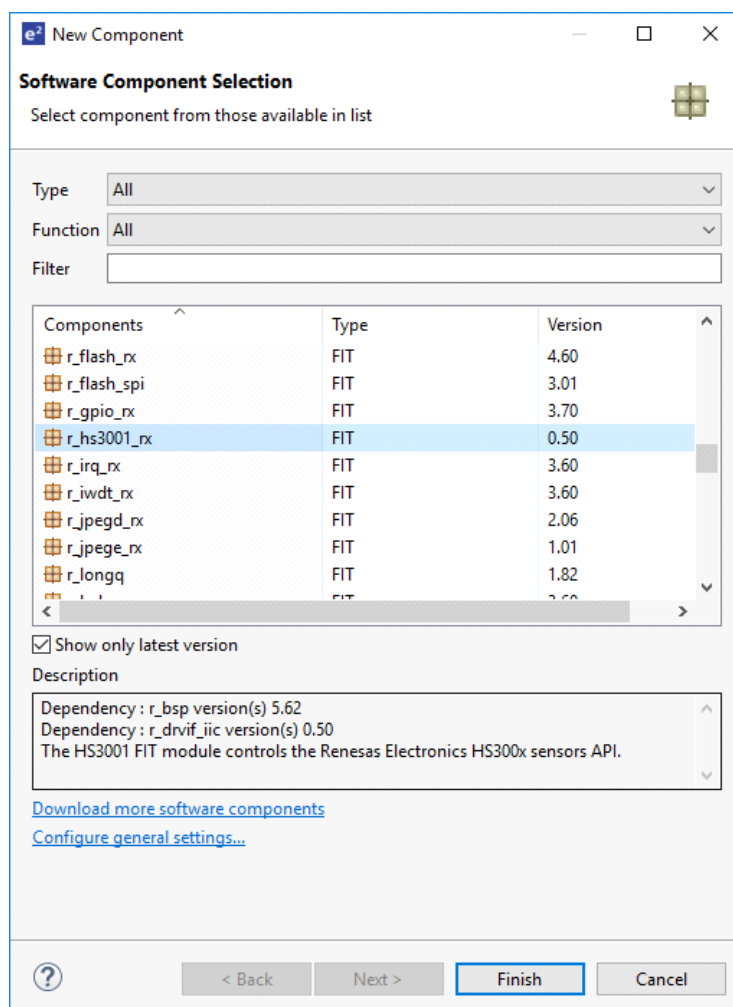 e² New Component
Software Component Selection
Select component from those available in list
Type All
Function All
Filter
Components Type Version
r_flash_rx FIT 4.60
r_flash_spi FIT 3.01
r_gpio_rx FIT 3.70
r_hs3001_rx FIT 0.50
r_irq_rx FIT 3.60
r_iwdt_rx FIT 3.60
r_jpegd_rx FIT 2.06
r_jpege_rx FIT 1.01
r_longq FIT 1.82
Show only latest version
Description
Dependency : r_bsp version(s) 5.62
Dependency : r_drvif_iic version(s) 0.50
The HS3001 FIT module controls the Renesas Electronics HS300x sensors API.
Download more software components
Configure general settings...
? < Back Next > Finish Cancel